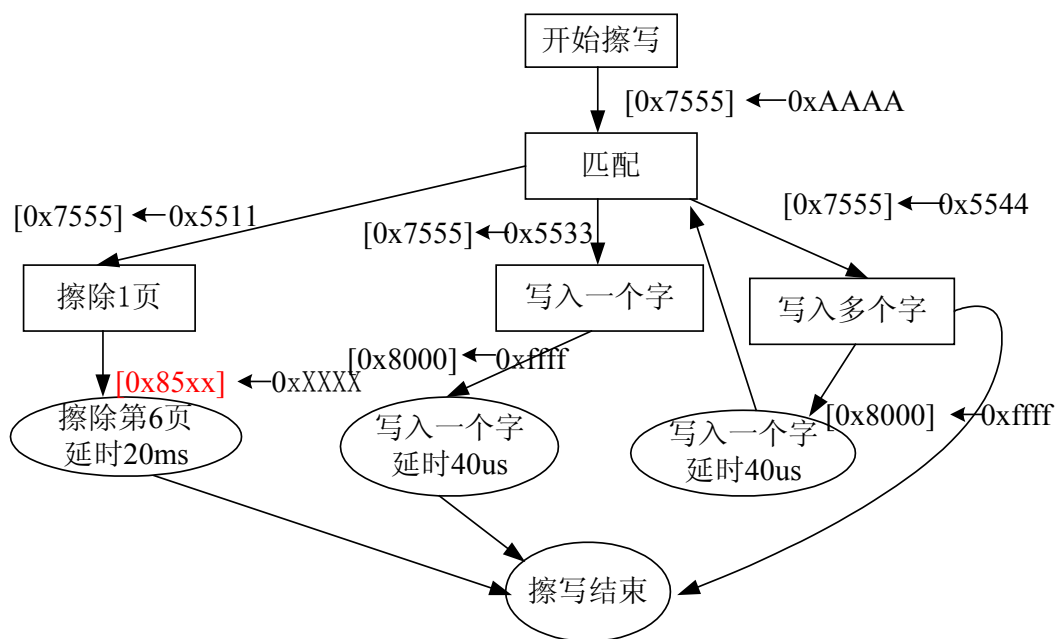 开始擦写
[0x7555] ←0xAAAA
匹配
[0x7555] ←0x5511
[0x7555] ←0x5533
[0x7555] ←0x5544
擦除1页
写入一个字
写入多个字
[0x85xx] ←0xXXXX
[0x8000] ←0xffff
[0x8000] ←0xffff
擦除第6页
延时20ms
写入一个字
延时40us
写入一个字
延时40us
擦写结束